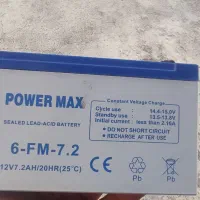 POWER MAX
SEALED LEAD-ACID BATTERY
6-FM-7.2
12V7.2AH/20HR(25°C)
Constant Voltage Charge
Cycle use : 14.4-15.0V
Standby use : 13.5-13.8V
Initial current : less than 2.16A
• DO NOT SHORT CIRCUIT
• RECHARGE AFTER USE
Pb
Pb